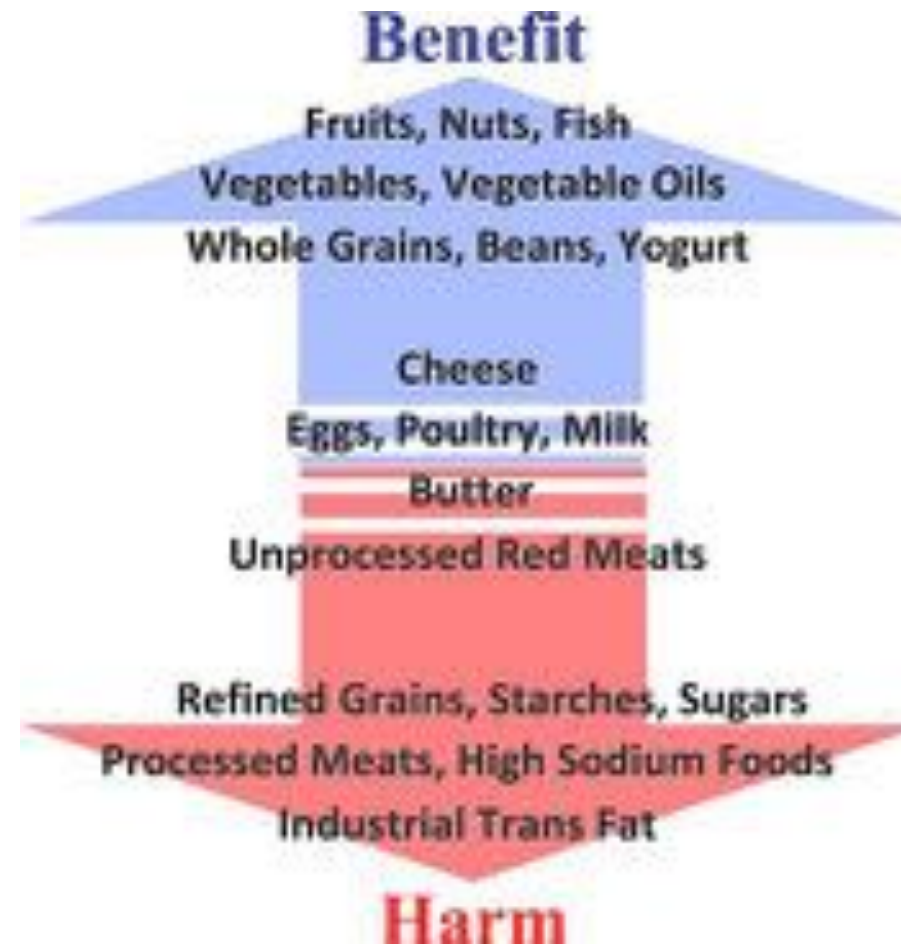 Benefit
Fruits, Nuts, Fish
Vegetables, Vegetable Oils
Whole Grains, Beans, Yogurt
Cheese
Eggs, Poultry, Milk
Butter
Unprocessed Red Meats
Refined Grains, Starches, Sugars
Processed Meats, High Sodium Foods
Industrial Trans Fat
Harm